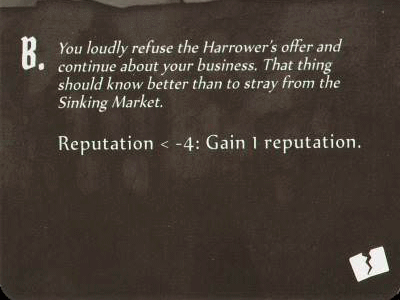 B. You loudly refuse the Harrower's offer and
continue about your business. That thing
should know better than to stray from the
Sinking Market.
Reputation < -4: Gain 1 reputation.